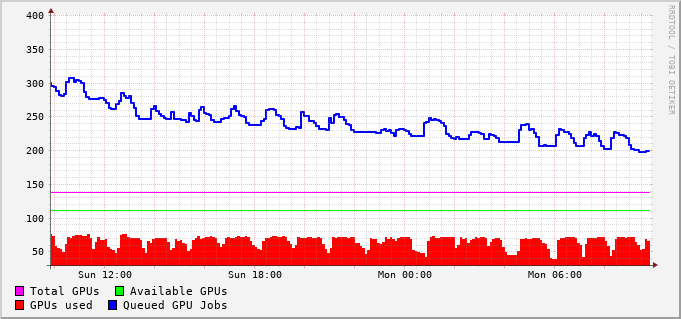 400
350
300
250
200
150
100
50
Sun 12:00 Sun 18:00 Mon 00:00 Mon 06:00
Total GPUs Available GPUs
GPUs used Queued GPU Jobs
RRDTOOL / TOBI OETIKER